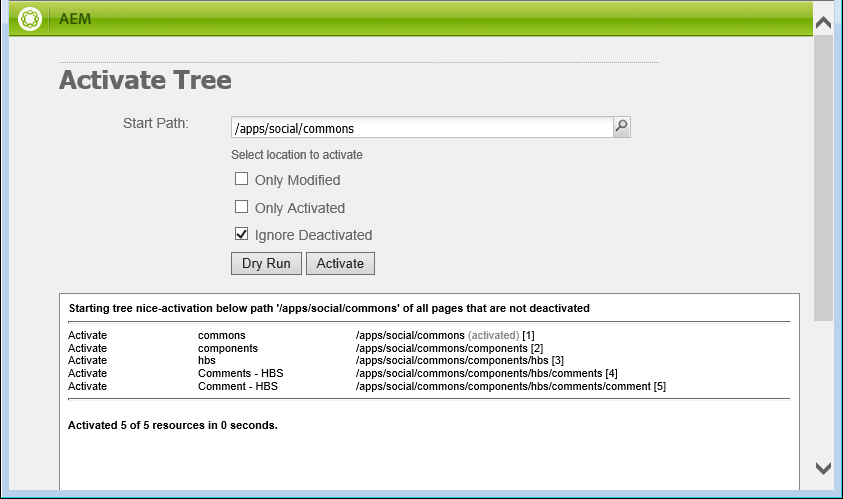 AEM
Activate Tree
Start Path: /apps/social/commons
Select location to activate
Only Modified
Only Activated
Ignore Deactivated
Dry Run Activate
Starting tree nice-activation below path '/apps/social/commons' of all pages that are not deactivated
Activate commons /apps/social/commons (activated) [1]
Activate components /apps/social/commons/components [2]
Activate hbs /apps/social/commons/components/hbs [3]
Activate Comments - HBS /apps/social/commons/components/hbs/comments [4]
Activate Comment - HBS /apps/social/commons/components/hbs/comments/comment [5]
Activated 5 of 5 resources in 0 seconds.